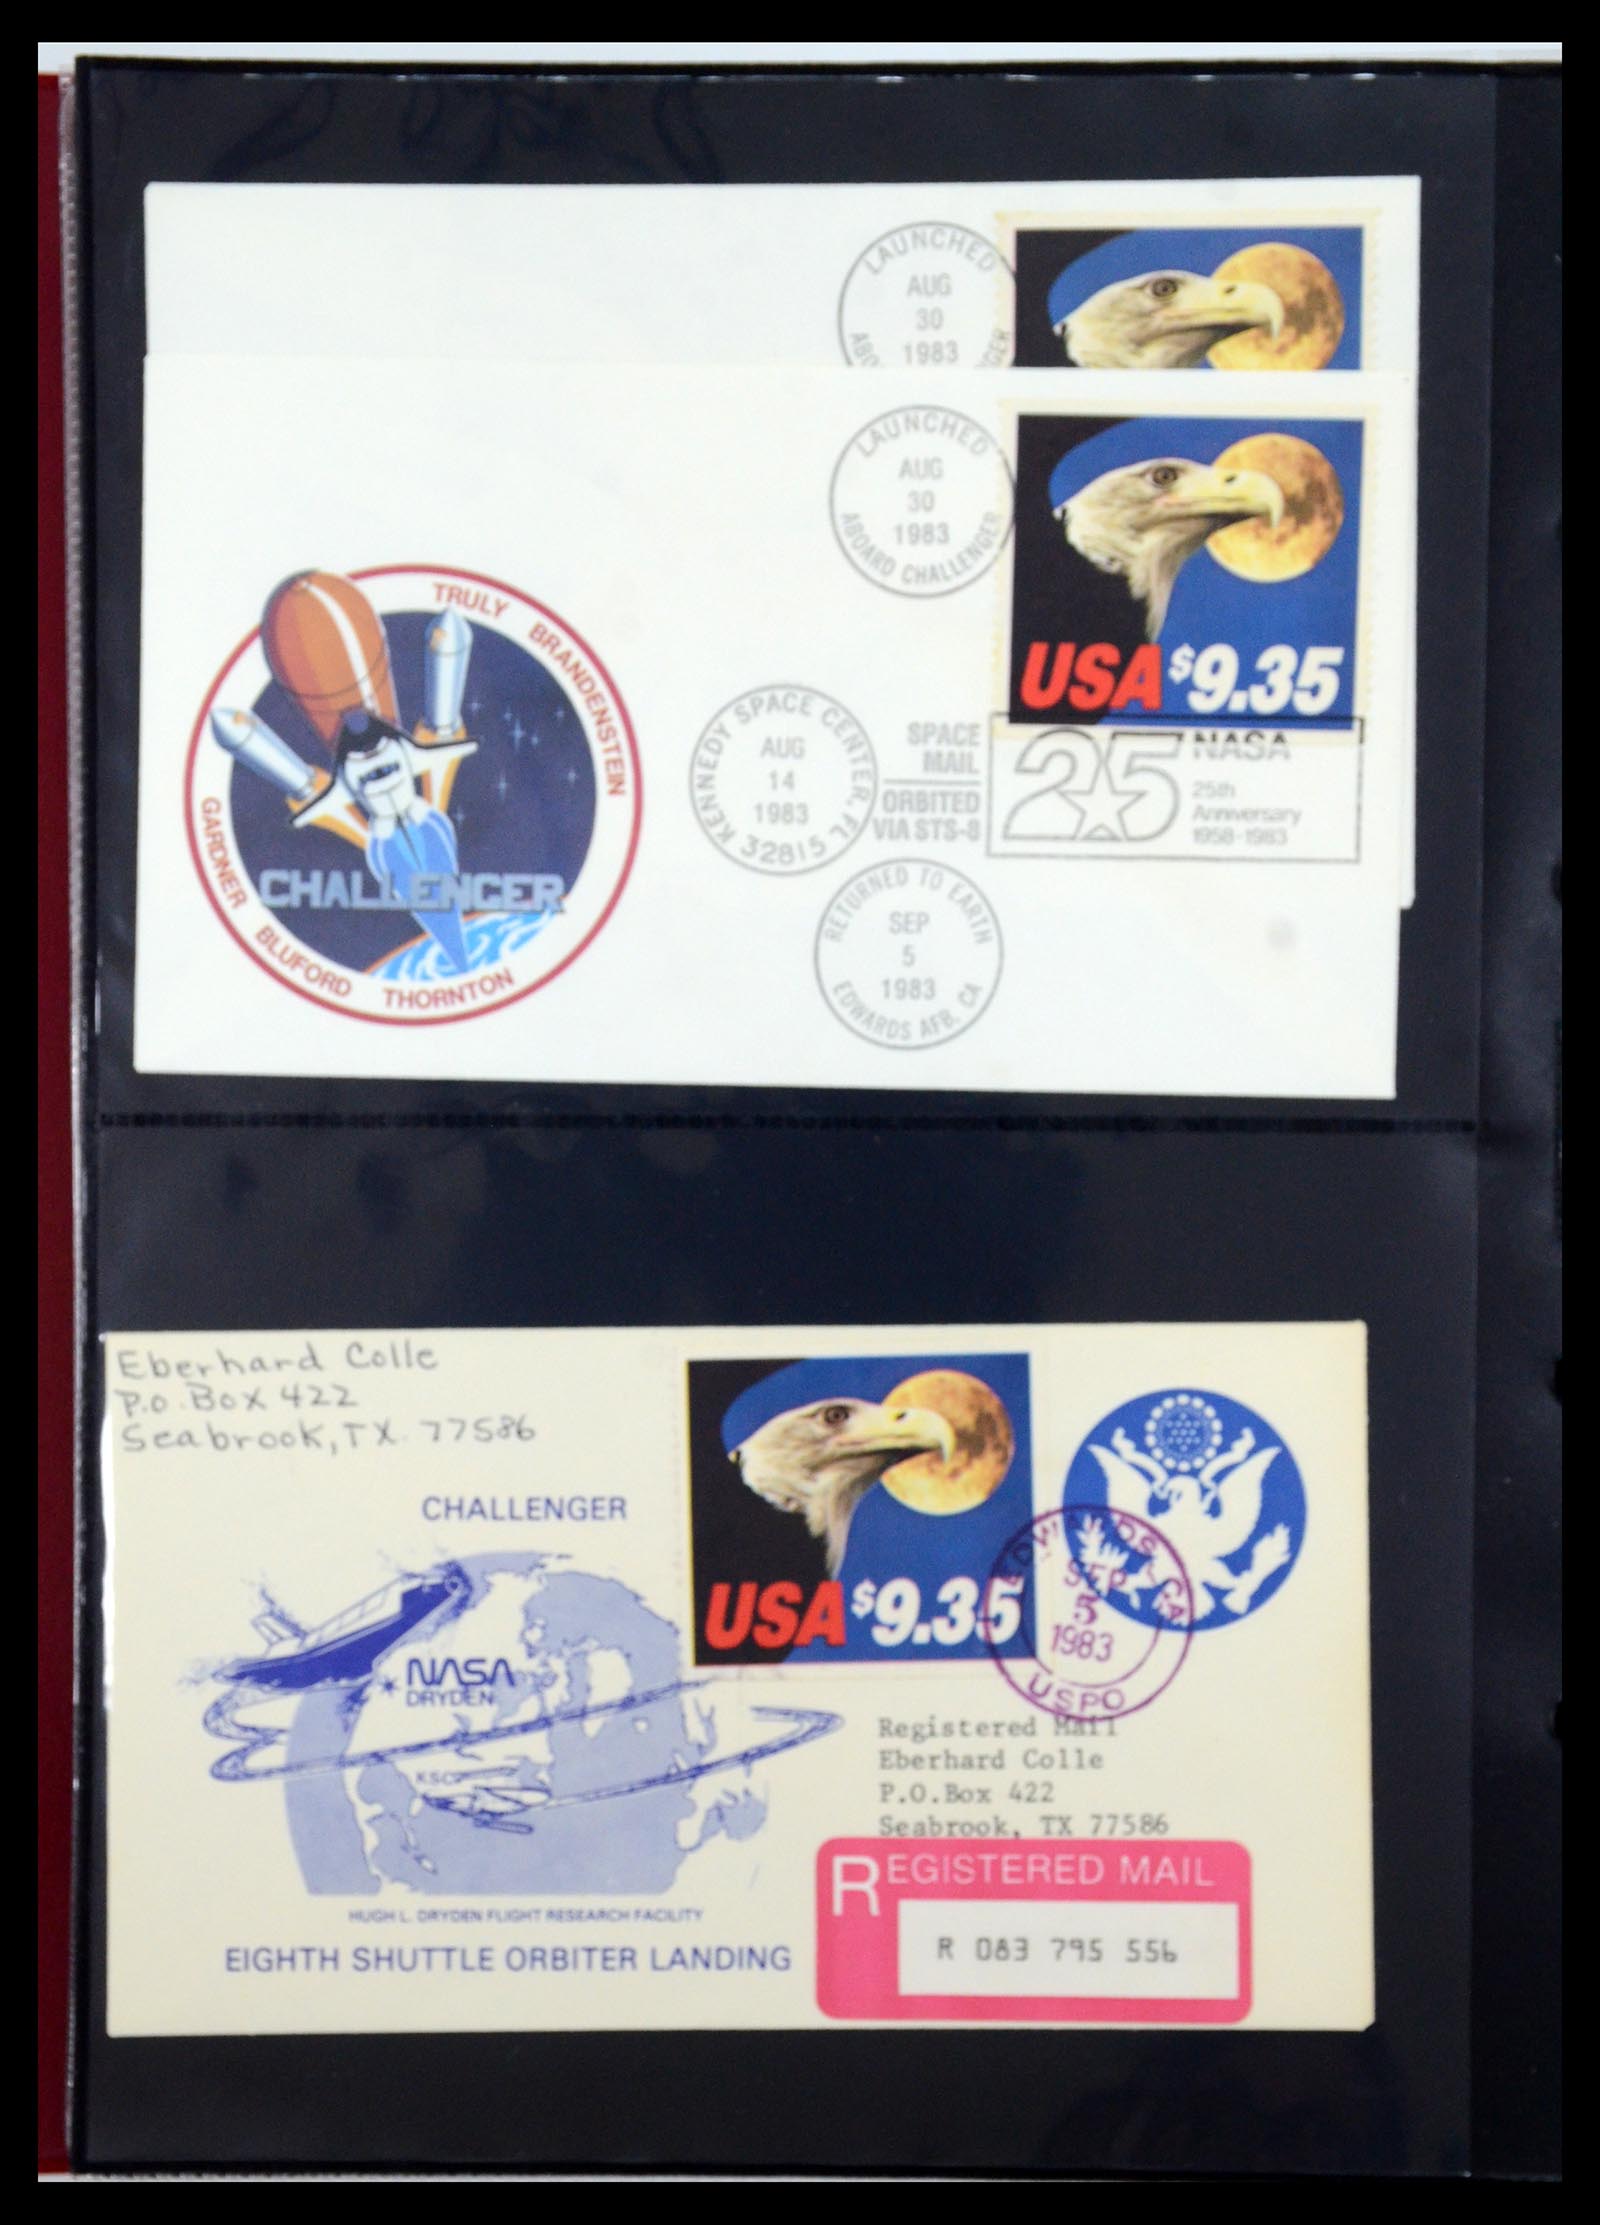 LAUNCHED
AUG
30
1983
LAUNCHED
AUG
30
1983
ABOARD CHALLENGER
USA $9.35
TRULY BRANDENSTEIN
GARDNER BLUFORD THORNTON
CHALLENGER
KENNEDY SPACE CENTER, FL
AUG
14
1983
32815
SPACE
MAIL
ORBITED
VIA STS-8
25 NASA
25th
Anniversary
1958-1983
RETURNED TO EARTH
SEP
5
1983
EDWARDS AFB, CA
Eberhard Colle
P.O. Box 422
Seabrook, TX. 77586
CHALLENGER
NASA
DRYDEN
KSC
HUGH L. DRYDEN FLIGHT RESEARCH FACILITY
EIGHTH SHUTTLE ORBITER LANDING
USA $9.35
EDWARDS CA
SEP
5
1983
USPO
Registered Mail
Eberhard Colle
P.O.Box 422
Seabrook, TX 77586
REGISTERED MAIL
R 083 795 556